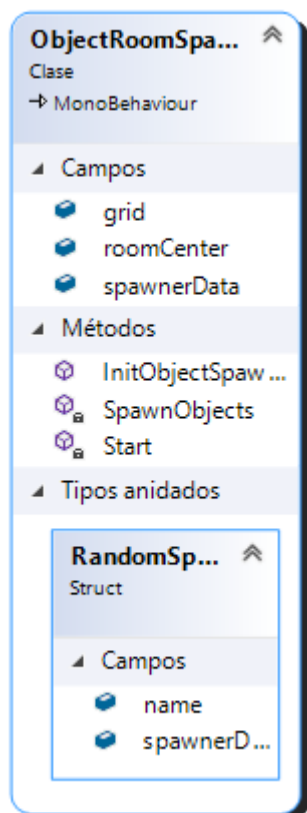 ObjectRoomSpa...
Clase
MonoBehaviour
Campos
grid
roomCenter
spawnerData
Métodos
InitObjectSpaw ...
SpawnObjects
Start
Tipos anidados
RandomSp...
Struct
Campos
name
spawnerD...